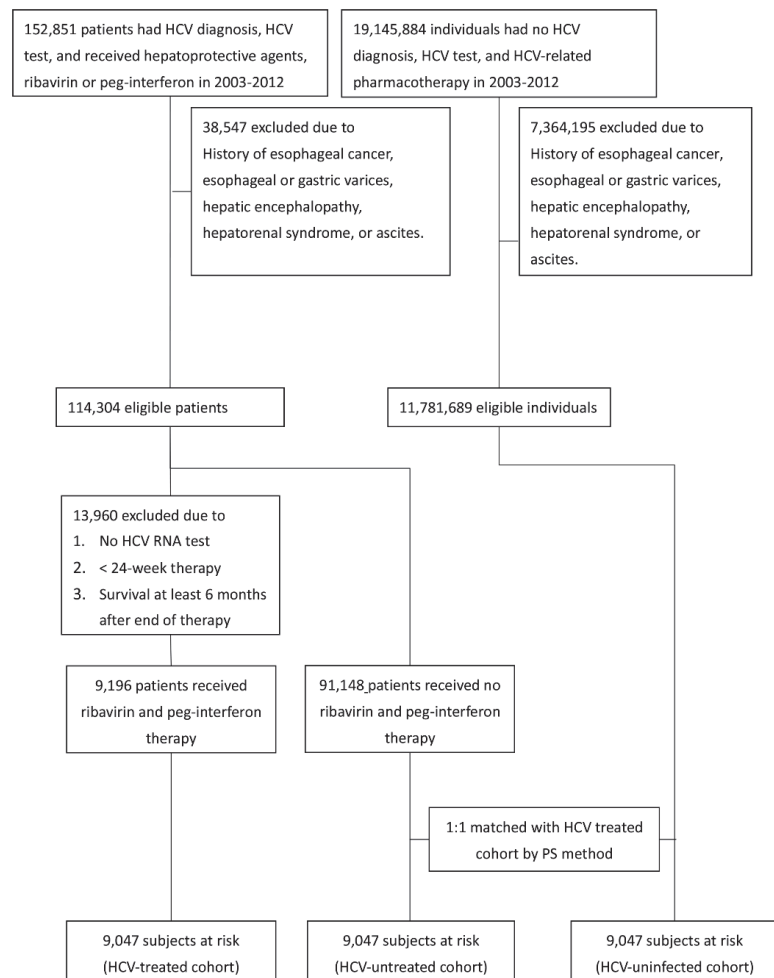 152,851 patients had HCV diagnosis, HCV
test, and received hepatoprotective agents,
ribavirin or peg-interferon in 2003-2012
19,145,884 individuals had no HCV
diagnosis, HCV test, and HCV-related
pharmacotherapy in 2003-2012
38,547 excluded due to
History of esophageal cancer,
esophageal or gastric varices,
hepatic encephalopathy,
hepatorenal syndrome, or ascites.
7,364,195 excluded due to
History of esophageal cancer,
esophageal or gastric varices,
hepatic encephalopathy,
hepatorenal syndrome, or
ascites.
114,304 eligible patients
11,781,689 eligible individuals
13,960 excluded due to
1. No HCV RNA test
2. < 24-week therapy
3. Survival at least 6 months
after end of therapy
9,196 patients received
ribavirin and peg-interferon
therapy
91,148 patients received no
ribavirin and peg-interferon
therapy
1:1 matched with HCV treated
cohort by PS method
9,047 subjects at risk
(HCV-treated cohort)
9,047 subjects at risk
(HCV-untreated cohort)
9,047 subjects at risk
(HCV-uninfected cohort)